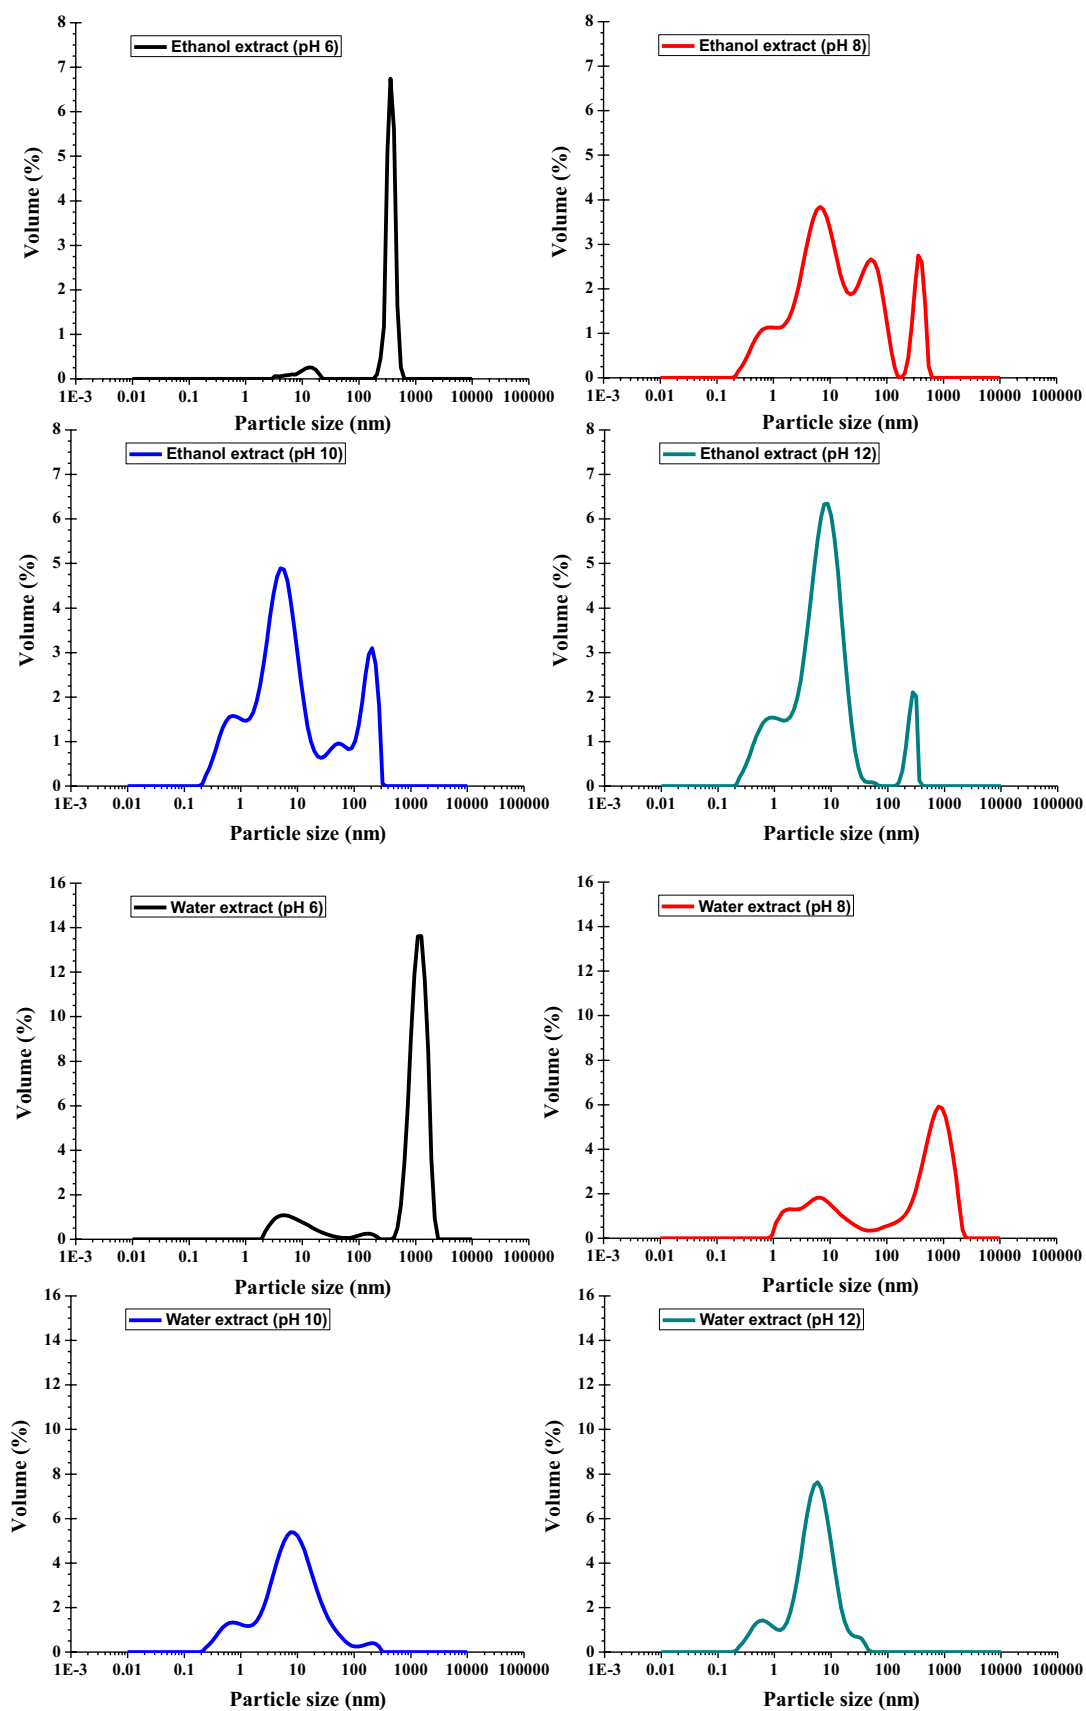 Ethanol extract (pH 6)
Volume (%)
8
7
6
5
4
3
2
1
0
1E-3 0.01 0.1 1 10 100 1000 10000 100000
Particle size (nm)
Ethanol extract (pH 8)
Volume (%)
8
7
6
5
4
3
2
1
0
1E-3 0.01 0.1 1 10 100 1000 10000 100000
Particle size (nm)
Ethanol extract (pH 10)
Volume (%)
8
7
6
5
4
3
2
1
0
1E-3 0.01 0.1 1 10 100 1000 10000 100000
Particle size (nm)
Ethanol extract (pH 12)
Volume (%)
8
7
6
5
4
3
2
1
0
1E-3 0.01 0.1 1 10 100 1000 10000 100000
Particle size (nm)
Water extract (pH 6)
Volume (%)
16
14
12
10
8
6
4
2
0
1E-3 0.01 0.1 1 10 100 1000 10000 100000
Particle size (nm)
Water extract (pH 8)
Volume (%)
16
14
12
10
8
6
4
2
0
1E-3 0.01 0.1 1 10 100 1000 10000 100000
Particle size (nm)
Water extract (pH 10)
Volume (%)
16
14
12
10
8
6
4
2
0
1E-3 0.01 0.1 1 10 100 1000 10000 100000
Particle size (nm)
Water extract (pH 12)
Volume (%)
16
14
12
10
8
6
4
2
0
1E-3 0.01 0.1 1 10 100 1000 10000 100000
Particle size (nm)